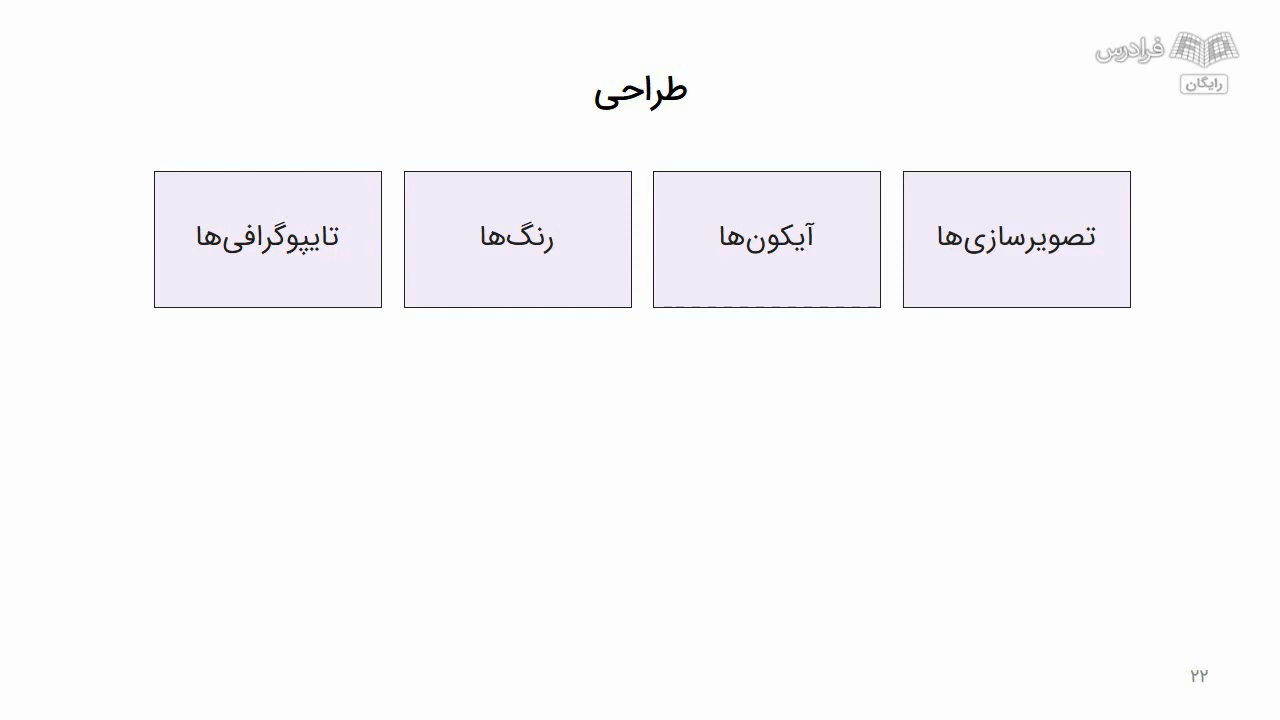 فرادرس
رایگان
طراحی
تصویرسازی‌ها
آیکون‌ها
رنگ‌ها
تایپوگرافی‌ها
۲۲